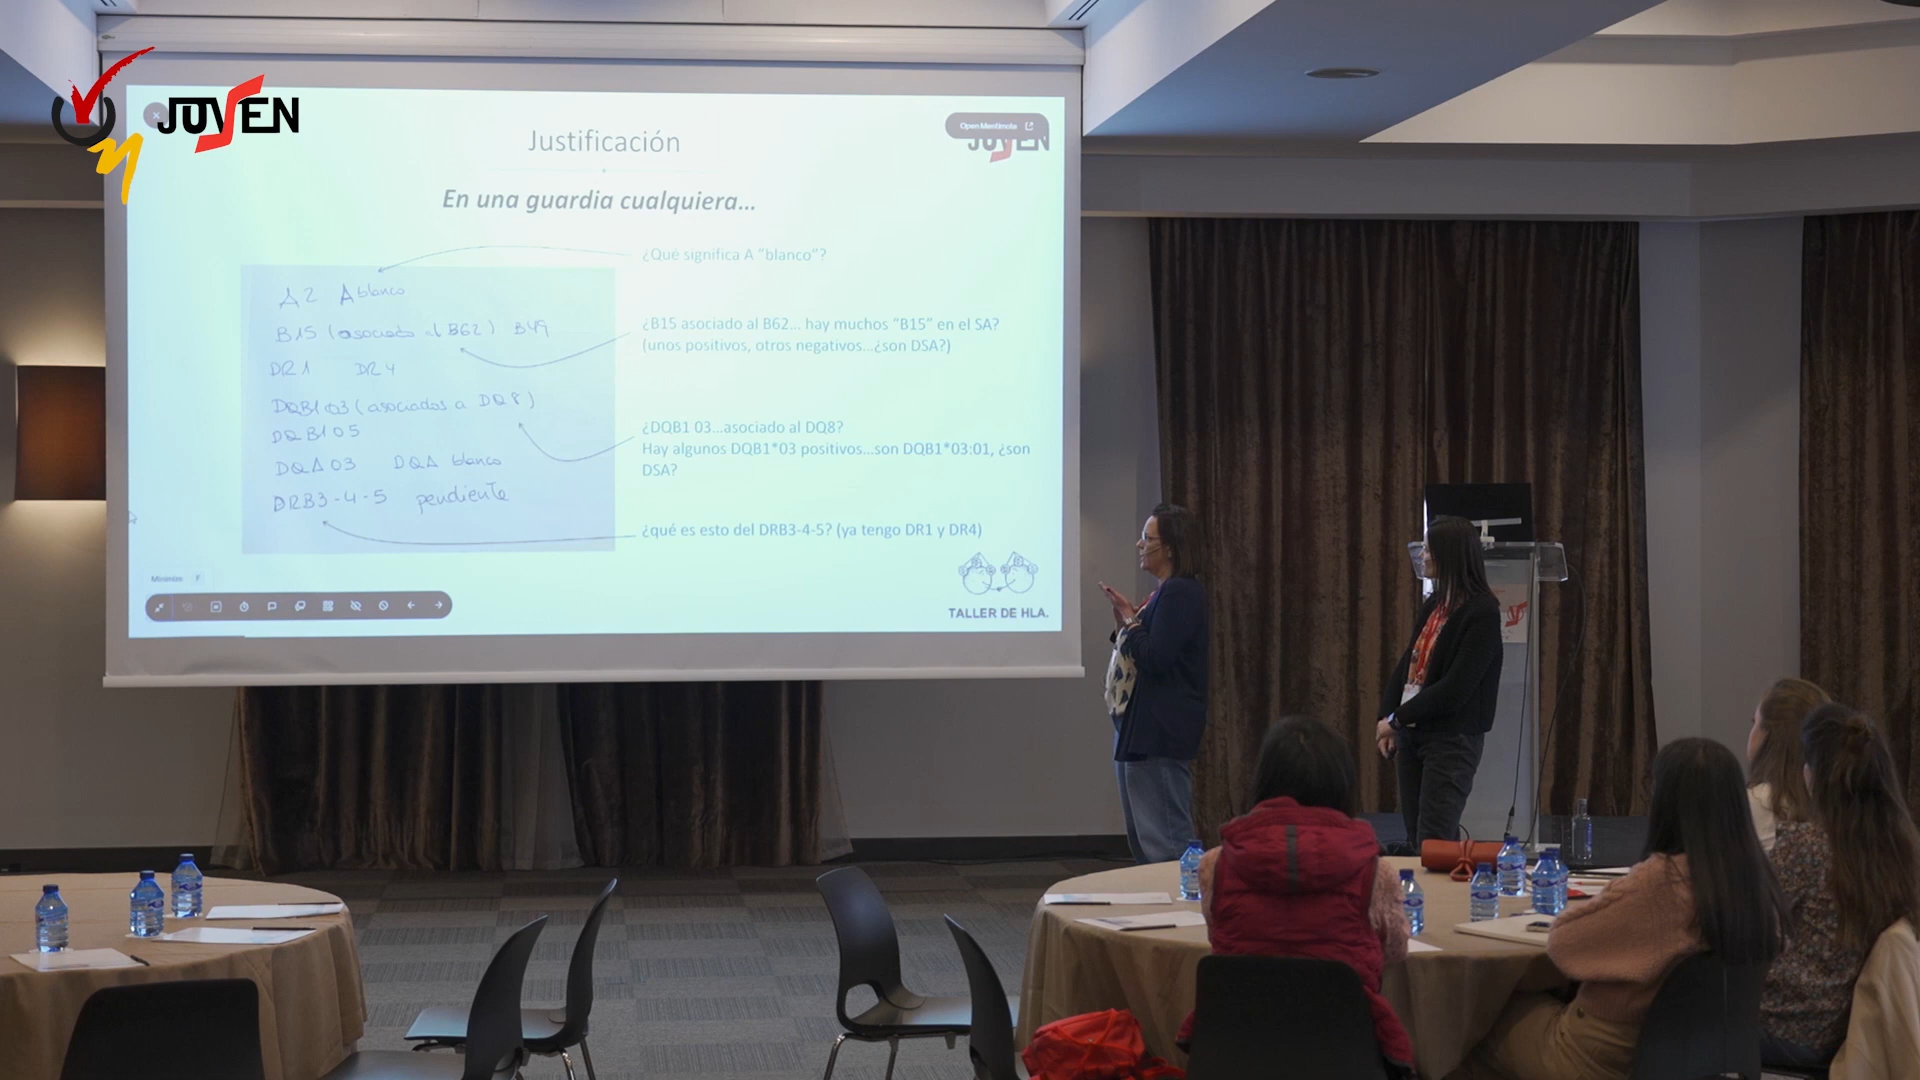 JOVEN
Open Mentimote
JOVEN
Justificación
En una guardia cualquiera...
¿Qué significa A "blanco"?
A2 A blanco
B15 (asociado al B62) B49
¿B15 asociado al B62... hay muchos "B15" en el SA?
(unos positivos, otros negativos...¿son DSA?)
DR1 DR4
DQB1 03 (asociados a DQ8)
DQB1 05
¿DQB1 03...asociado al DQ8?
Hay algunos DQB1*03 positivos...son DQB1*03:01, ¿son
DSA?
DQA 03 DQA blanco
DRB3-4-5 pendiente
¿qué es esto del DRB3-4-5? (ya tengo DR1 y DR4)
Minimize F
TALLER DE HLA.